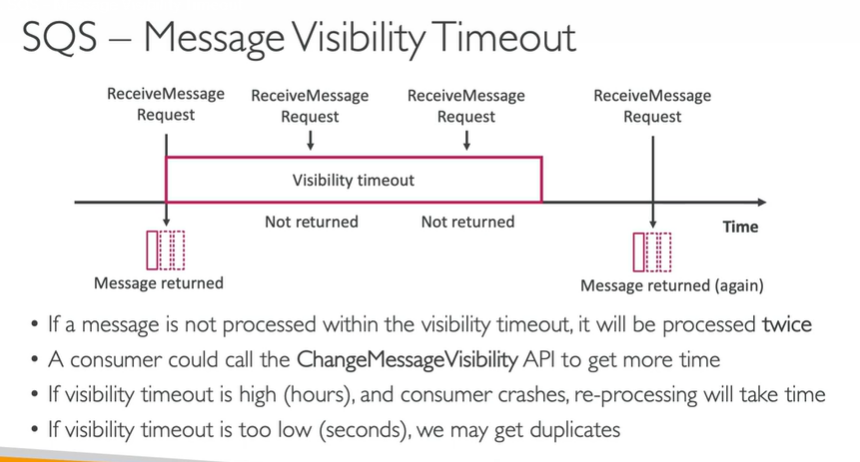 SQS – Message Visibility Timeout
ReceiveMessage Request
ReceiveMessage Request
ReceiveMessage Request
ReceiveMessage Request
Visibility timeout
Not returned
Not returned
Time
Message returned
Message returned (again)
• If a message is not processed within the visibility timeout, it will be processed twice
• A consumer could call the ChangeMessageVisibility API to get more time
• If visibility timeout is high (hours), and consumer crashes, re-processing will take time
• If visibility timeout is too low (seconds), we may get duplicates